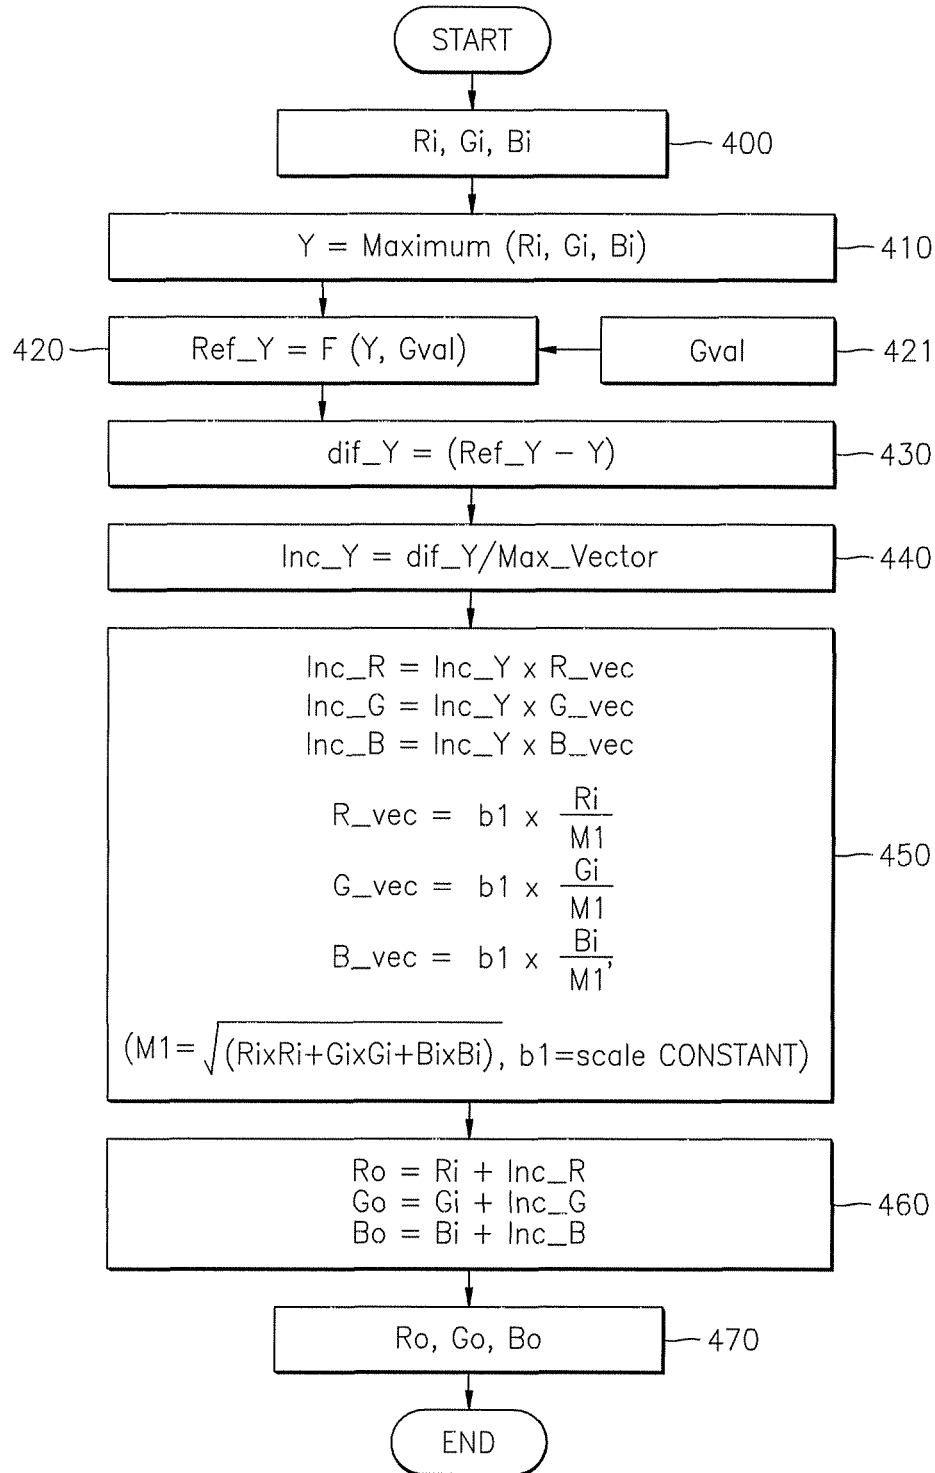 START
Ri, Gi, Bi
400
Y = Maximum (Ri, Gi, Bi)
410
420
Ref_Y = F (Y, Gval)
Gval
421
dif_Y = (Ref_Y − Y)
430
Inc_Y = dif_Y/Max_Vector
440
Inc_R = Inc_Y x R_vec
Inc_G = Inc_Y x G_vec
Inc_B = Inc_Y x B_vec
R_vec = b1 x Ri/M1
G_vec = b1 x Gi/M1
B_vec = b1 x Bi/M1,
450
(M1=√(RixRi+GixGi+BixBi), b1=scale CONSTANT)
Ro = Ri + Inc_R
Go = Gi + Inc_G
Bo = Bi + Inc_B
460
Ro, Go, Bo
470
END